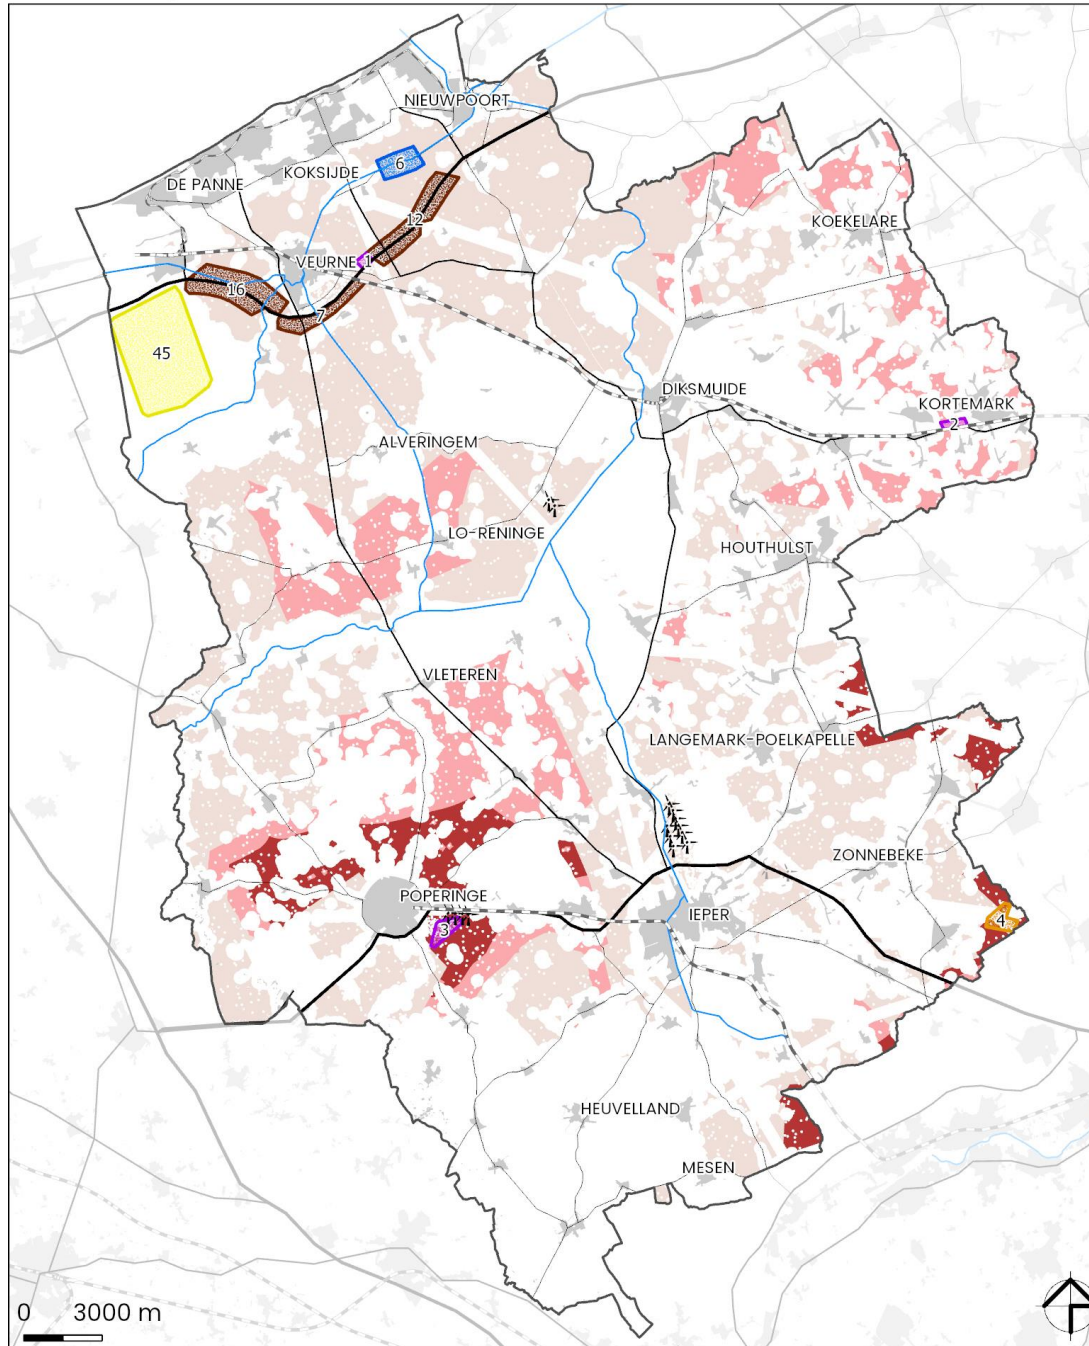 NIEUWPOORT
6
KOKSIJDE
DE PANNE
12
KOEKELARE
VEURNE
1
16
7
45
DIKSMUIDE
KORTEMARK
2
ALVERINGEM
LO-RENINGE
HOUTHULST
VLETEREN
LANGEMARK-POELKAPELLE
ZONNEBEKE
POPERINGE
IEPER
4
3
HEUVELLAND
MESEN
0 3000 m